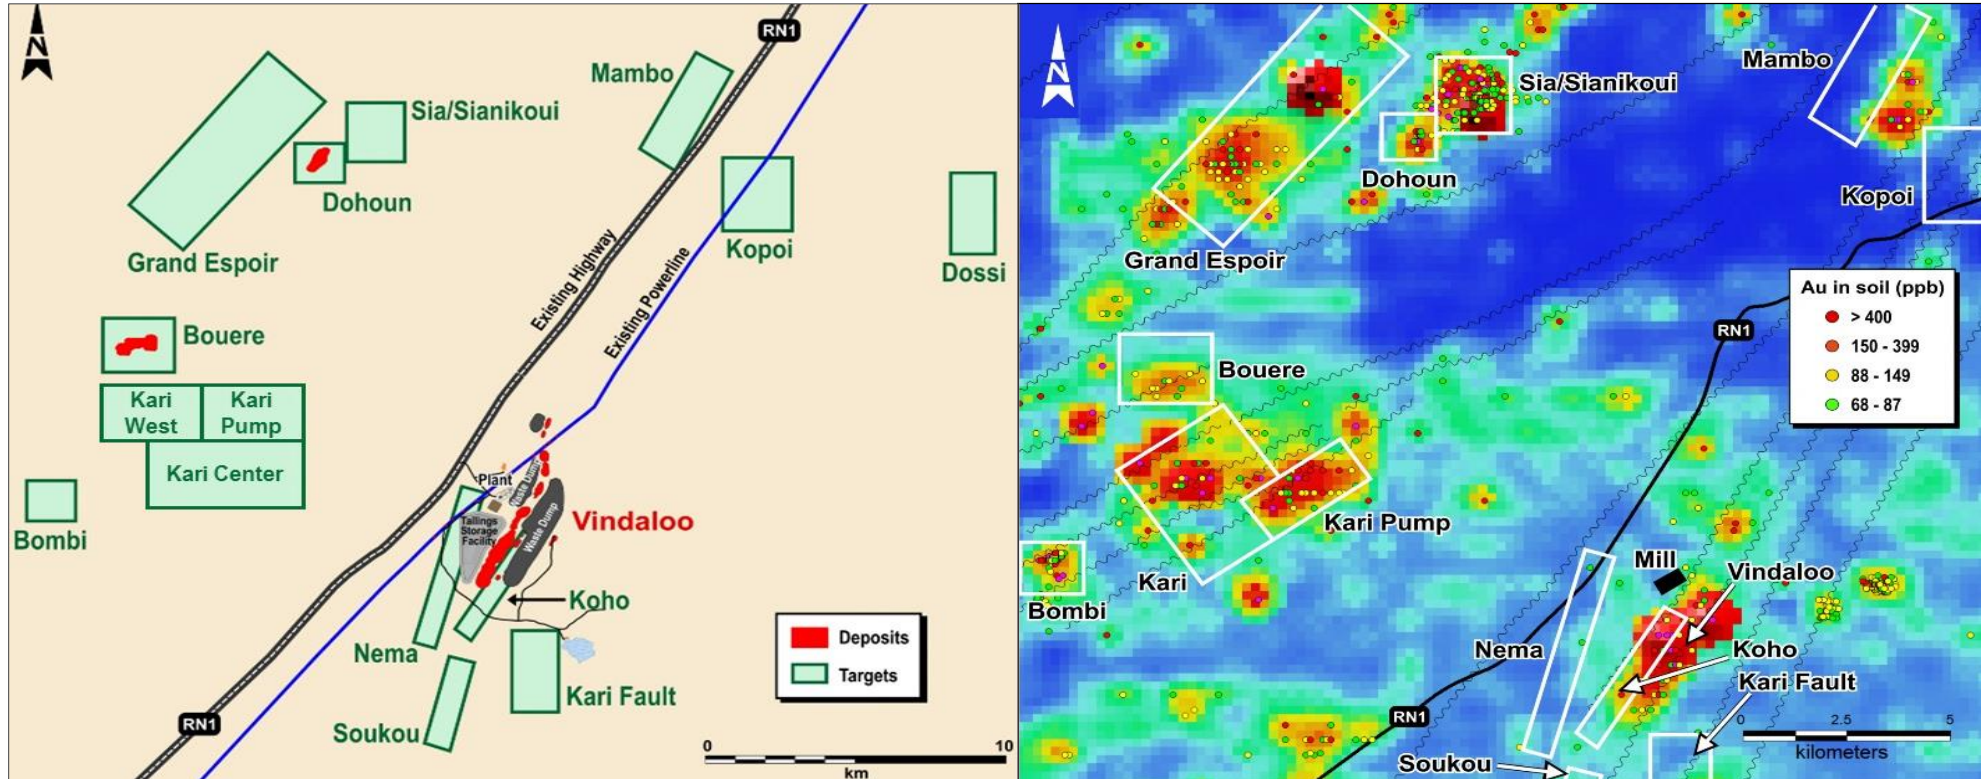 N
RN1
Mambo
Sia/Sianikoui
Dohoun
Grand Espoir
Kopoi
Dossi
Existing Highway
Existing Powerline
Bouere
Kari
West
Kari
Pump
Kari Center
Bombi
Plant
Waste Dump
Tailings
Storage
Facility
Waste Dump
Vindaloo
Koho
Nema
Kari Fault
Soukou
RN1
Deposits
Targets
0
10
km
N
Mambo
Sia/Sianikoui
Dohoun
Kopoi
Grand Espoir
Au in soil (ppb)
> 400
150 - 399
88 - 149
68 - 87
RN1
Bouere
Kari Pump
Kari
Bombi
Mill
Vindaloo
Nema
Koho
Kari Fault
RN1
Soukou
0
2.5
5
kilometers